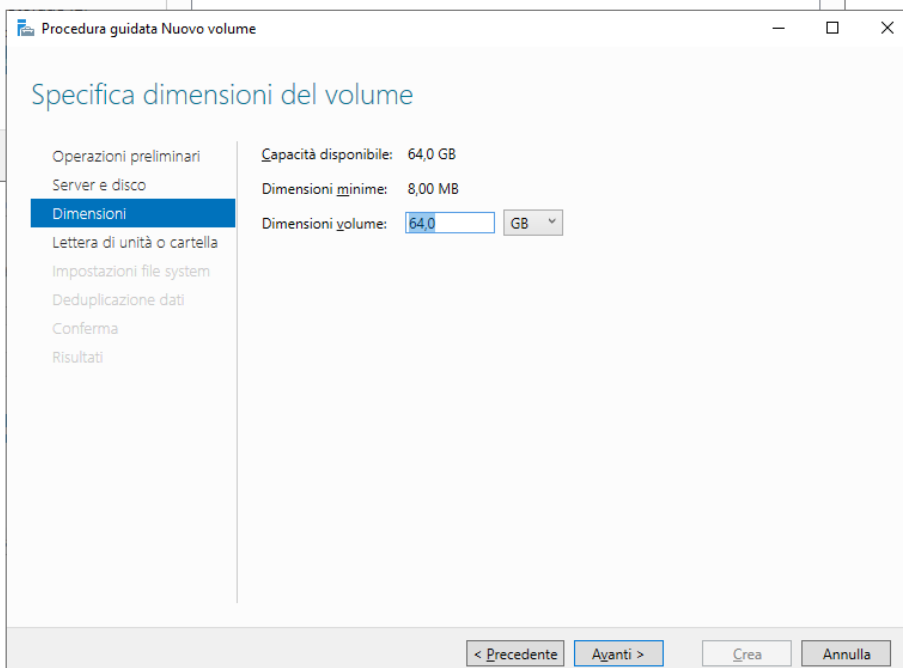 Procedura guidata Nuovo volume
Specifica dimensioni del volume
Operazioni preliminari
Server e disco
Dimensioni
Lettera di unità o cartella
Impostazioni file system
Deduplicazione dati
Conferma
Risultati
Capacità disponibile: 64,0 GB
Dimensioni minime: 8,00 MB
Dimensioni volume: 64,0 GB
< Precedente Avanti > Crea Annulla